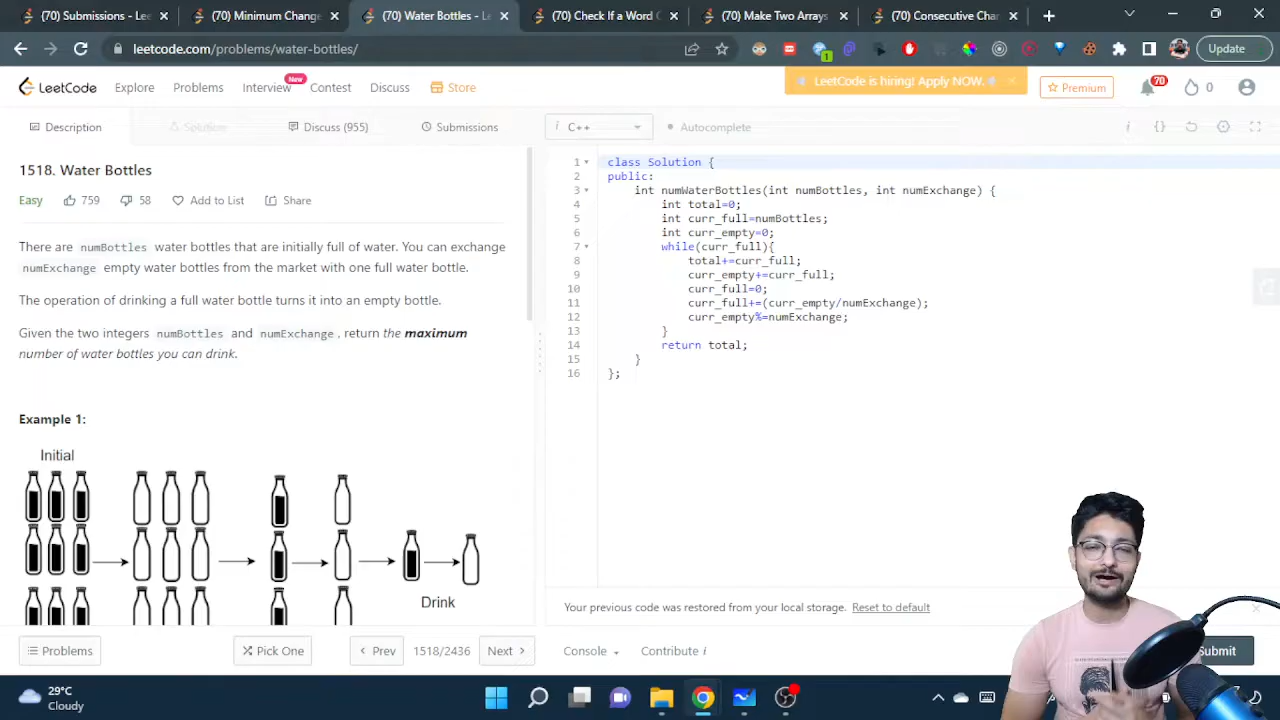 (70) Submissions - Lee
(70) Minimum Change
(70) Water Bottles - Le
(70) Check If a Word O
(70) Make Two Arrays
(70) Consecutive Char
leetcode.com/problems/water-bottles/
1
Update
LeetCode
Explore
Problems
Interview
New
Contest
Discuss
Store
LeetCode is hiring! Apply NOW.
Premium
70
0
Description
Solution
Discuss (955)
Submissions
i C++
Autocomplete
1518. Water Bottles
Easy
759
58
Add to List
Share
There are numBottles water bottles that are initially full of water. You can exchange
numExchange empty water bottles from the market with one full water bottle.
The operation of drinking a full water bottle turns it into an empty bottle.
Given the two integers numBottles and numExchange, return the maximum
number of water bottles you can drink.
Example 1:
Initial
Drink
1 class Solution {
2 public:
3 int numWaterBottles(int numBottles, int numExchange) {
4 int total=0;
5 int curr_full=numBottles;
6 int curr_empty=0;
7 while(curr_full){
8 total+=curr_full;
9 curr_empty+=curr_full;
10 curr_full=0;
11 curr_full+=(curr_empty/numExchange);
12 curr_empty%=numExchange;
13 }
14 return total;
15 }
16 };
Your previous code was restored from your local storage. Reset to default
Problems
Pick One
Prev
1518/2436
Next
Console
Contribute i
Submit
29°C
Cloudy